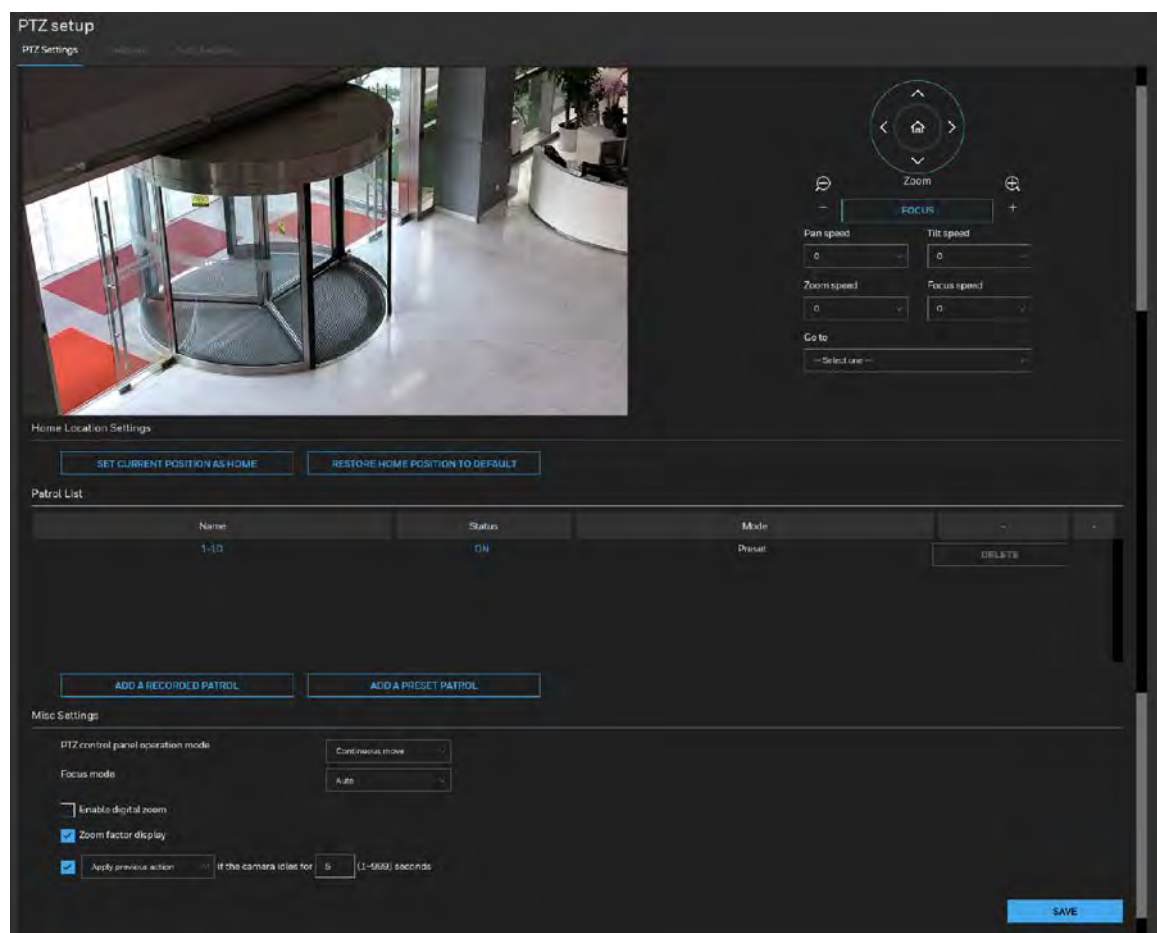 PTZ setup
PTZ Settings
Zoom
- FOCUS +
Pan speed Tilt speed
0 0
Zoom speed Focus speed
0 0
Go to
-- Select one --
Home Location Settings
SET CURRENT POSITION AS HOME RESTORE HOME POSITION TO DEFAULT
Patrol List
Name Status Mode - -
1-10 ON Preset DELETE
ADD A RECORDED PATROL ADD A PRESET PATROL
Misc Settings
PTZ control panel operation mode Continuous move
Focus mode Auto
Enable digital zoom
Zoom factor display
Apply previous action if the camera idles for 5 (1~999) seconds
SAVE